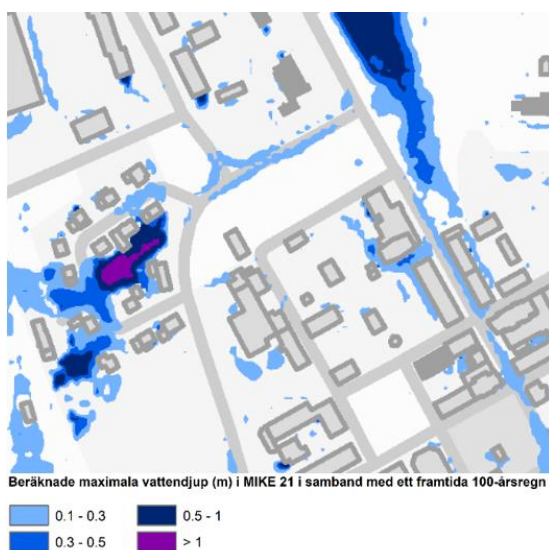 Beräknade maximala vattendjup (m) i MIKE 21 i samband med ett framtida 100-årsregn
0.1 - 0.3
0.5 - 1
0.3 - 0.5
> 1